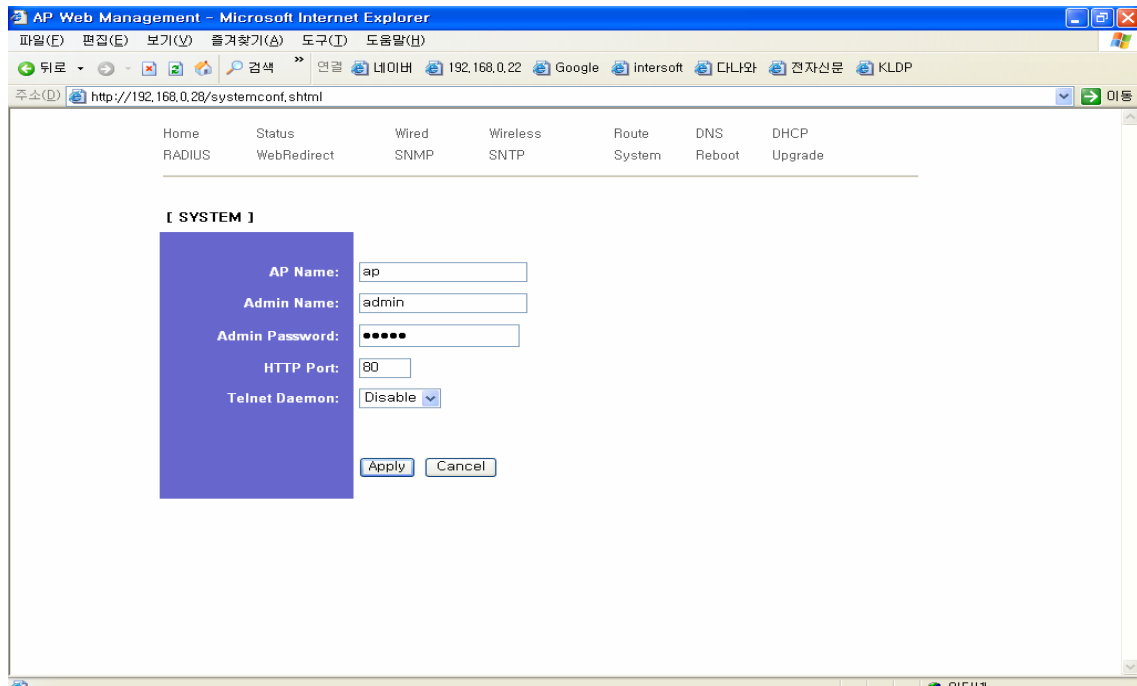 AP Web Management - Microsoft Internet Explorer
파일(F) 편집(E) 보기(V) 즐겨찾기(A) 도구(T) 도움말(H)
뒤로 검색 » 연결 네이버 192.168.0.22 Google intersoft 다나와 전자신문 KLDP
주소(D) http://192.168.0.28/systemconf.shtml 이동
Home Status Wired Wireless Route DNS DHCP
RADIUS WebRedirect SNMP SNTP System Reboot Upgrade
[ SYSTEM ]
AP Name: ap
Admin Name: admin
Admin Password: •••••
HTTP Port: 80
Telnet Daemon: Disable
Apply Cancel